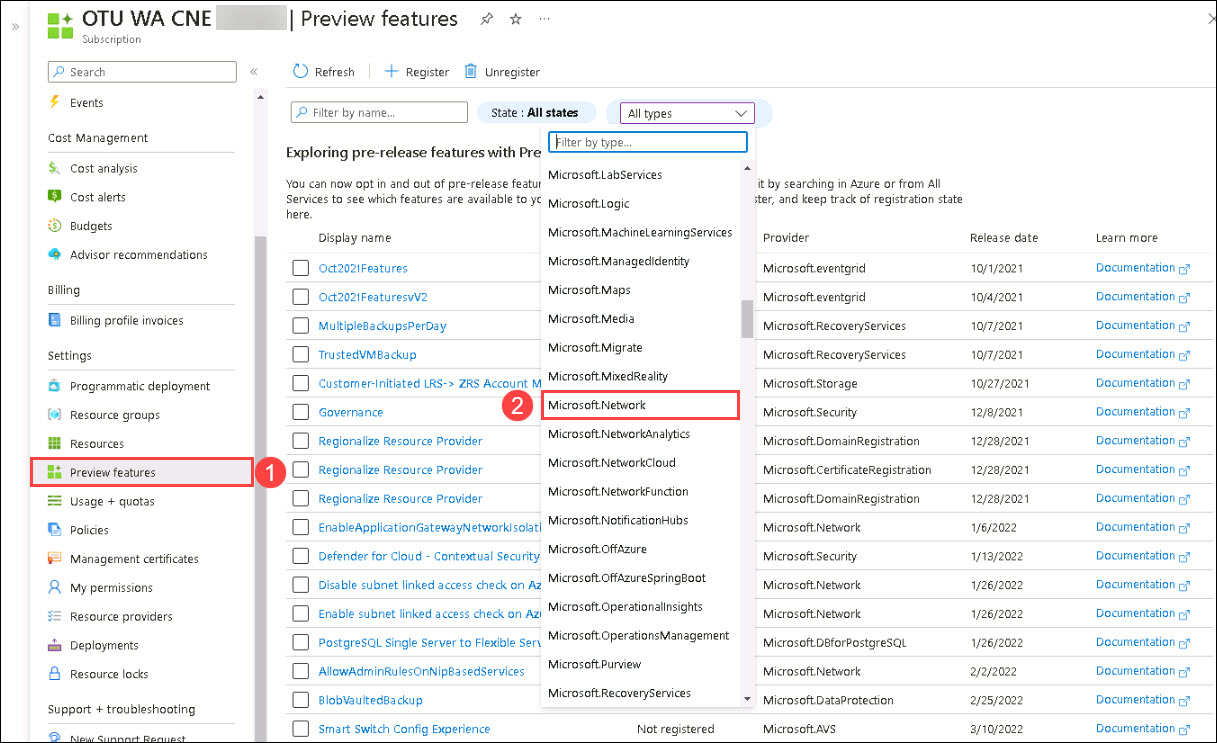 OTU WA CNE | Preview features
Subscription
Search
Events
Cost Management
Cost analysis
Cost alerts
Budgets
Advisor recommendations
Billing
Billing profile invoices
Settings
Programmatic deployment
Resource groups
Resources
Preview features
1
Usage + quotas
Policies
Management certificates
My permissions
Resource providers
Deployments
Resource locks
Support + troubleshooting
New Support Request
Refresh
Register
Unregister
Filter by name...
State : All states
All types
Filter by type...
Microsoft.LabServices
Microsoft.Logic
Microsoft.MachineLearningServices
Microsoft.ManagedIdentity
Microsoft.Maps
Microsoft.Media
Microsoft.Migrate
Microsoft.MixedReality
2
Microsoft.Network
Microsoft.NetworkAnalytics
Microsoft.NetworkCloud
Microsoft.NetworkFunction
Microsoft.NotificationHubs
Microsoft.OffAzure
Microsoft.OffAzureSpringBoot
Microsoft.OperationalInsights
Microsoft.OperationsManagement
Microsoft.Purview
Microsoft.RecoveryServices
Exploring pre-release features with Pre
You can now opt in and out of pre-release featur it by searching in Azure or from All
Services to see which features are available to yo ster, and keep track of registration state
here.
Display name Provider Release date Learn more
Oct2021Features Microsoft.eventgrid 10/1/2021 Documentation
Oct2021FeaturesvV2 Microsoft.eventgrid 10/4/2021 Documentation
MultipleBackupsPerDay Microsoft.RecoveryServices 10/7/2021 Documentation
TrustedVMBackup Microsoft.RecoveryServices 10/7/2021 Documentation
Customer-Initiated LRS-> ZRS Account M Microsoft.Storage 10/27/2021 Documentation
Governance Microsoft.Security 12/8/2021 Documentation
Regionalize Resource Provider Microsoft.DomainRegistration 12/28/2021 Documentation
Regionalize Resource Provider Microsoft.CertificateRegistration 12/28/2021 Documentation
Regionalize Resource Provider Microsoft.DomainRegistration 12/28/2021 Documentation
EnableApplicationGatewayNetworkIsolati Microsoft.Network 1/6/2022 Documentation
Defender for Cloud - Contextual Security Microsoft.Security 1/13/2022 Documentation
Disable subnet linked access check on Az Microsoft.Network 1/26/2022 Documentation
Enable subnet linked access check on Az Microsoft.Network 1/26/2022 Documentation
PostgreSQL Single Server to Flexible Serv Microsoft.DBforPostgreSQL 1/26/2022 Documentation
AllowAdminRulesOnNipBasedServices Microsoft.Network 2/2/2022 Documentation
BlobVaultedBackup Microsoft.DataProtection 2/25/2022 Documentation
Smart Switch Config Experience Not registered Microsoft.AVS 3/10/2022 Documentation